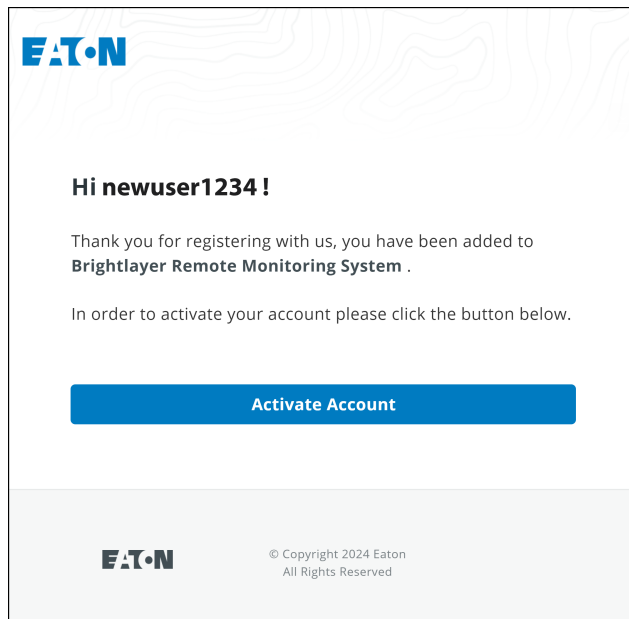 EATON
Hi newuser1234 !
Thank you for registering with us, you have been added to
Brightlayer Remote Monitoring System .
In order to activate your account please click the button below.
Activate Account
EATON
© Copyright 2024 Eaton
All Rights Reserved